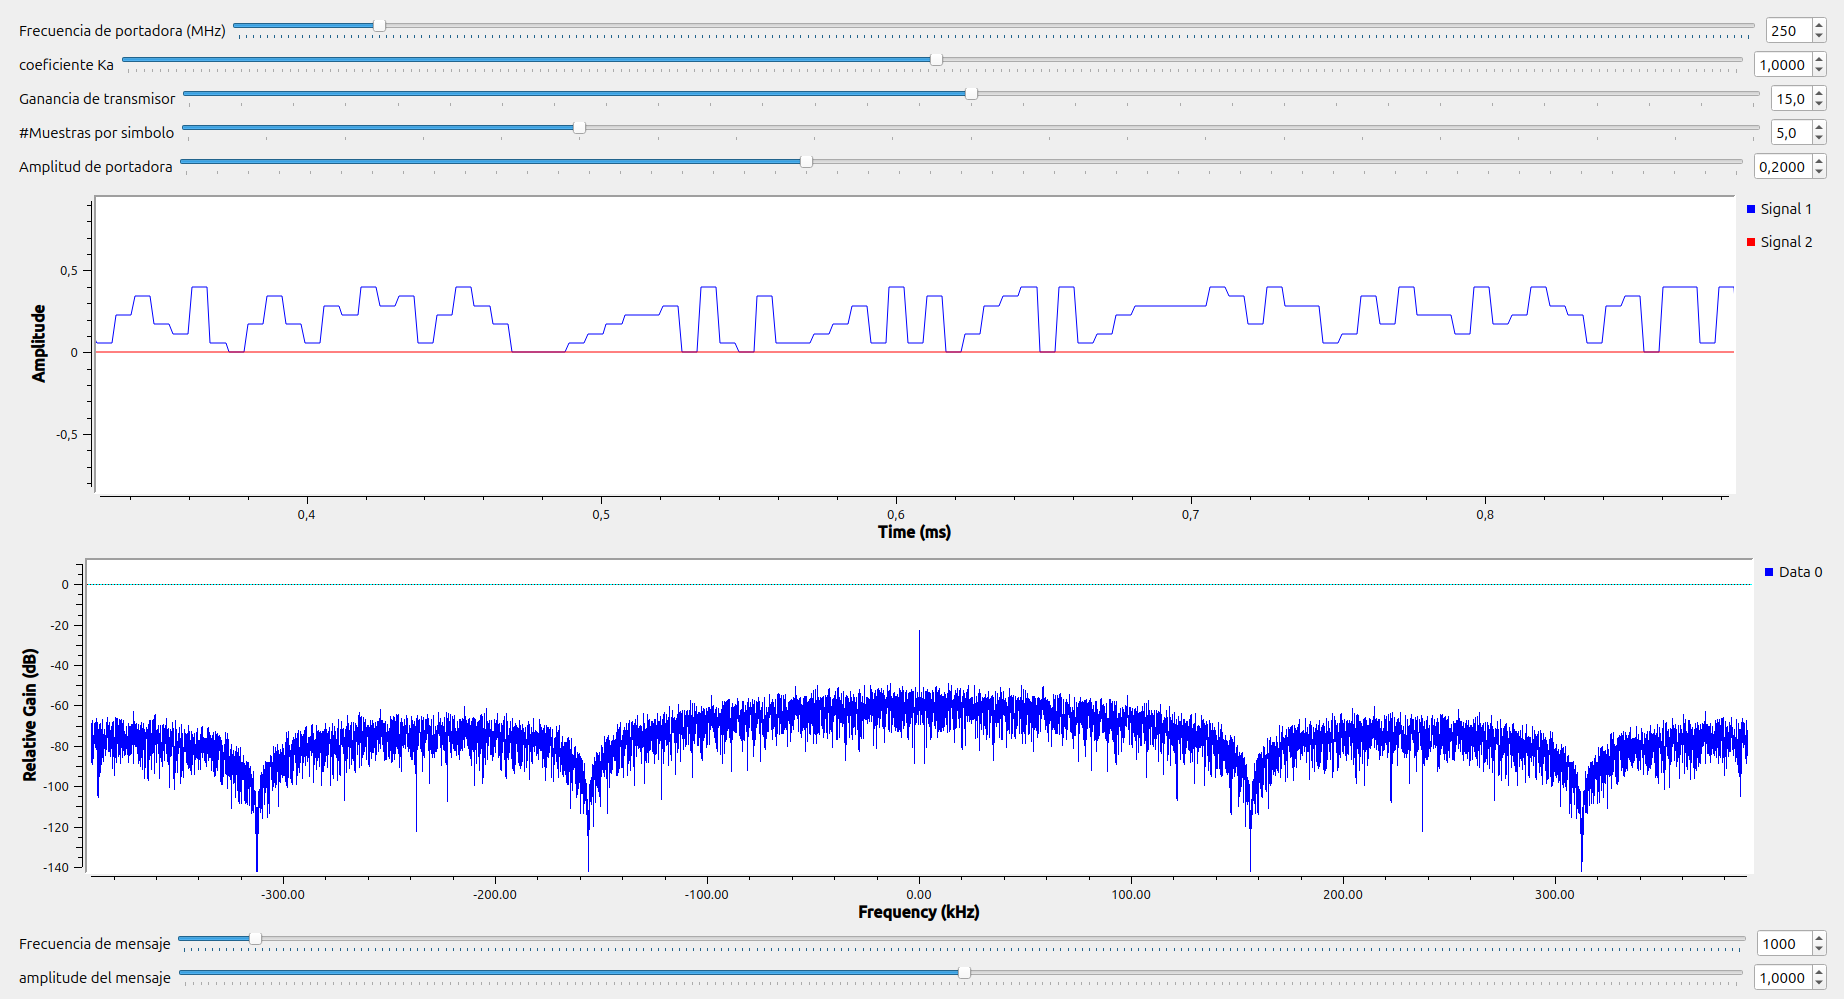 Frecuencia de portadora (MHz) 250
coeficiente Ka 1,0000
Ganancia de transmisor 15,0
#Muestras por simbolo 5,0
Amplitud de portadora 0,2000
Signal 1
Signal 2
Amplitude
0,5
0
-0,5
0,4 0,5 0,6 0,7 0,8
Time (ms)
Data 0
Relative Gain (dB)
0
-20
-40
-60
-80
-100
-120
-140
-300.00 -200.00 -100.00 0.00 100.00 200.00 300.00
Frequency (kHz)
Frecuencia de mensaje 1000
amplitude del mensaje 1,0000